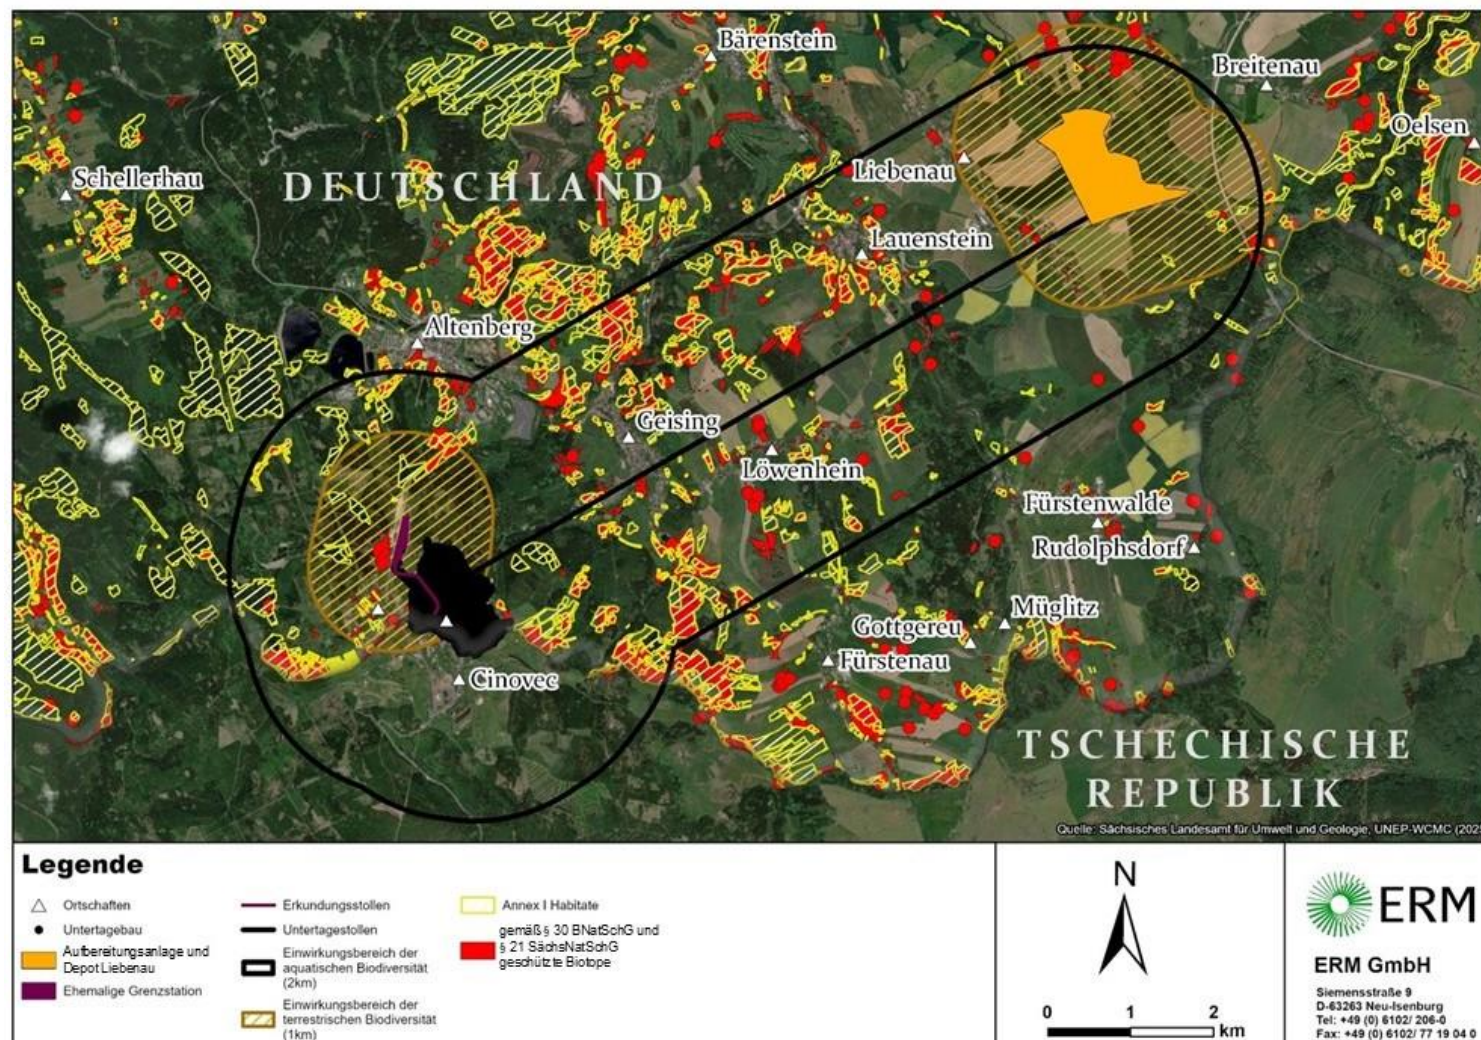 Bärenstein
Breitenau
Oelsen
Schellerhau
DEUTSCHLAND
Liebenau
Lauenstein
Altenberg
Geising
Löwenhein
Fürstenwalde
Rudolphsdorf
Müglitz
Gottgereu
Fürstenau
Cinovec
TSCHECHISCHE
REPUBLIK
Quelle: Sächsisches Landesamt für Umwelt und Geologie, UNEP-WCMC (202
Legende
Ortschaften
Untertagebau
Aufbereitungsanlage und
Depot Liebenau
Ehemalige Grenzstation
Erkundungsstollen
Untertagestollen
Einwirkungsbereich der
aquatischen Biodiversität
(2km)
Einwirkungsbereich der
terrestrischen Biodiversität
(1km)
Annex I Habitate
gemäß § 30 BNatSchG und
§ 21 SächsNatSchG
geschützte Biotope
N
0 1 2
km
ERM
ERM GmbH
Siemensstraße 9
D-63263 Neu-Isenburg
Tel: +49 (0) 6102/ 206-0
Fax: +49 (0) 6102/ 77 19 04 0